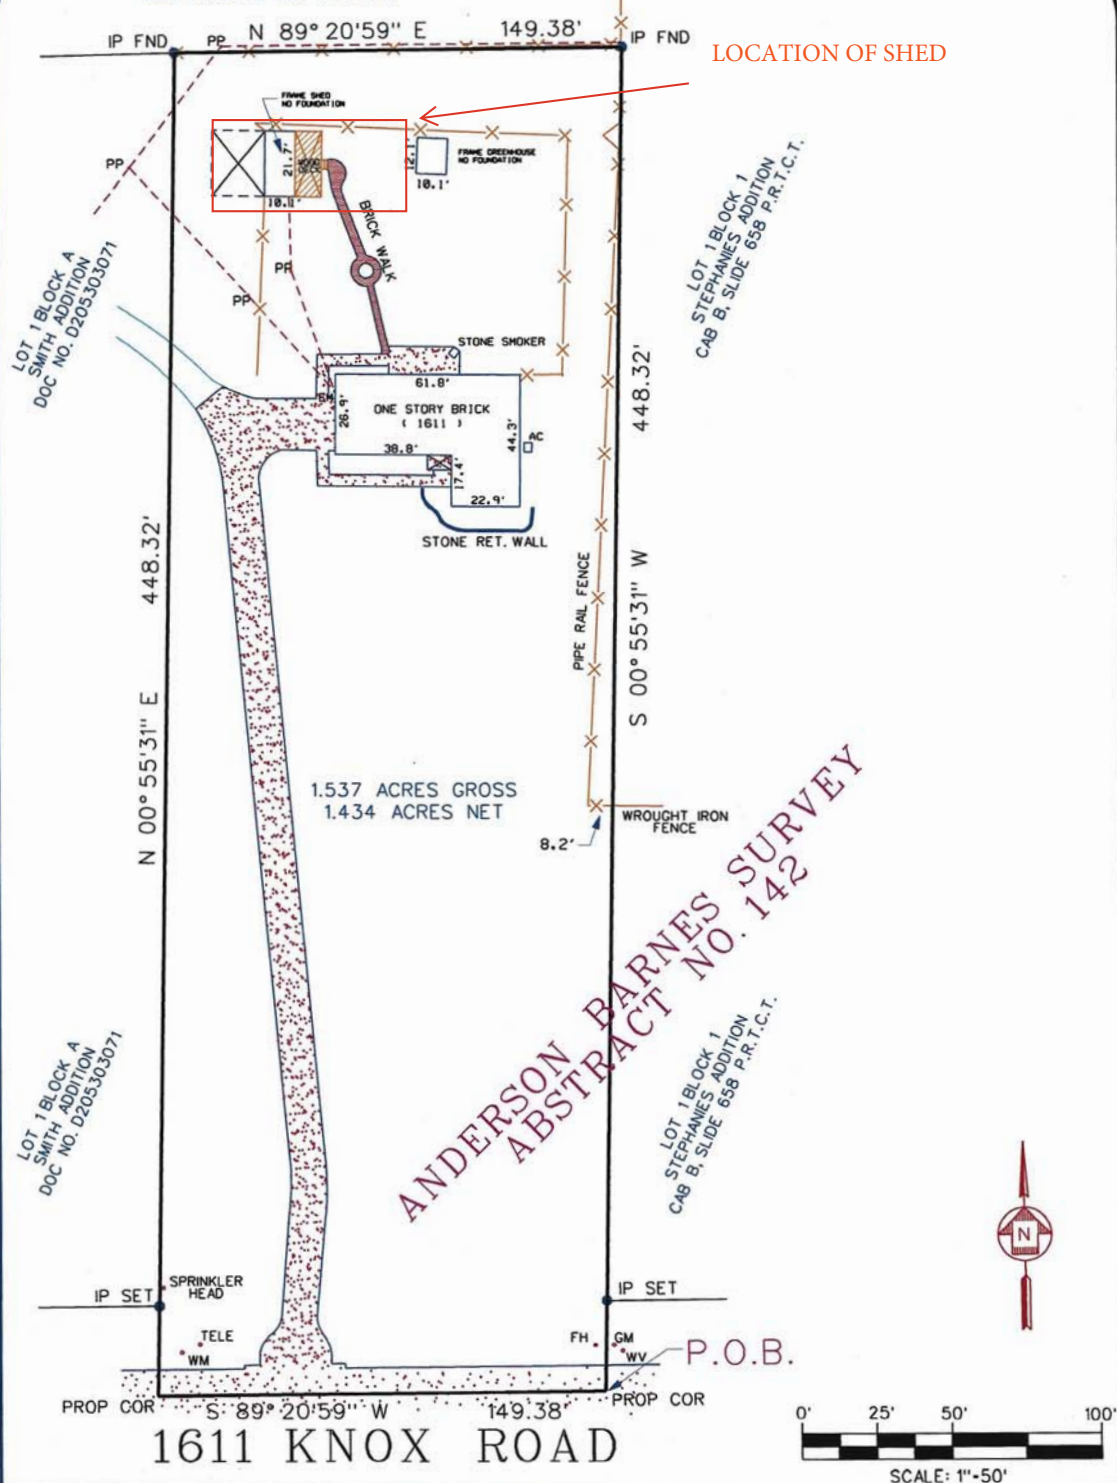 N 89° 20'59" E
149.38'
IP FND
PP
IP FND
LOCATION OF SHED
FRAME SHED
NO FOUNDATION
21.7'
12.1'
FRAME GREENHOUSE
NO FOUNDATION
10.1'
PP
BRICK WALK
PP
PP
LOT 1 BLOCK A
SMITH ADDITION
DOC NO. D205303071
LOT 1 BLOCK 1
STEPHANIES ADDITION
CAB B, SLIDE 658 P.R.T.C.T.
STONE SMOKER
61.8'
26.9'
ONE STORY BRICK
( 1611 )
44.3'
AC
38.8'
17.4'
22.9'
STONE RET. WALL
448.32'
N 00° 55'31" E
448.32'
S 00° 55'31" W
PIPE RAIL FENCE
1.537 ACRES GROSS
1.434 ACRES NET
8.2'
WROUGHT IRON
FENCE
ANDERSON BARNES SURVEY
ABSTRACT NO. 142
LOT 1 BLOCK A
SMITH ADDITION
DOC NO. D205303071
LOT 1 BLOCK 1
STEPHANIES ADDITION
CAB B, SLIDE 658 P.R.T.C.T.
N
IP SET
SPRINKLER
HEAD
IP SET
TELE
WM
FH
GM
WV
P.O.B.
PROP COR
S 89° 20'59" W
149.38'
PROP COR
1611 KNOX ROAD
0'
25'
50'
100'
SCALE: 1"-50'